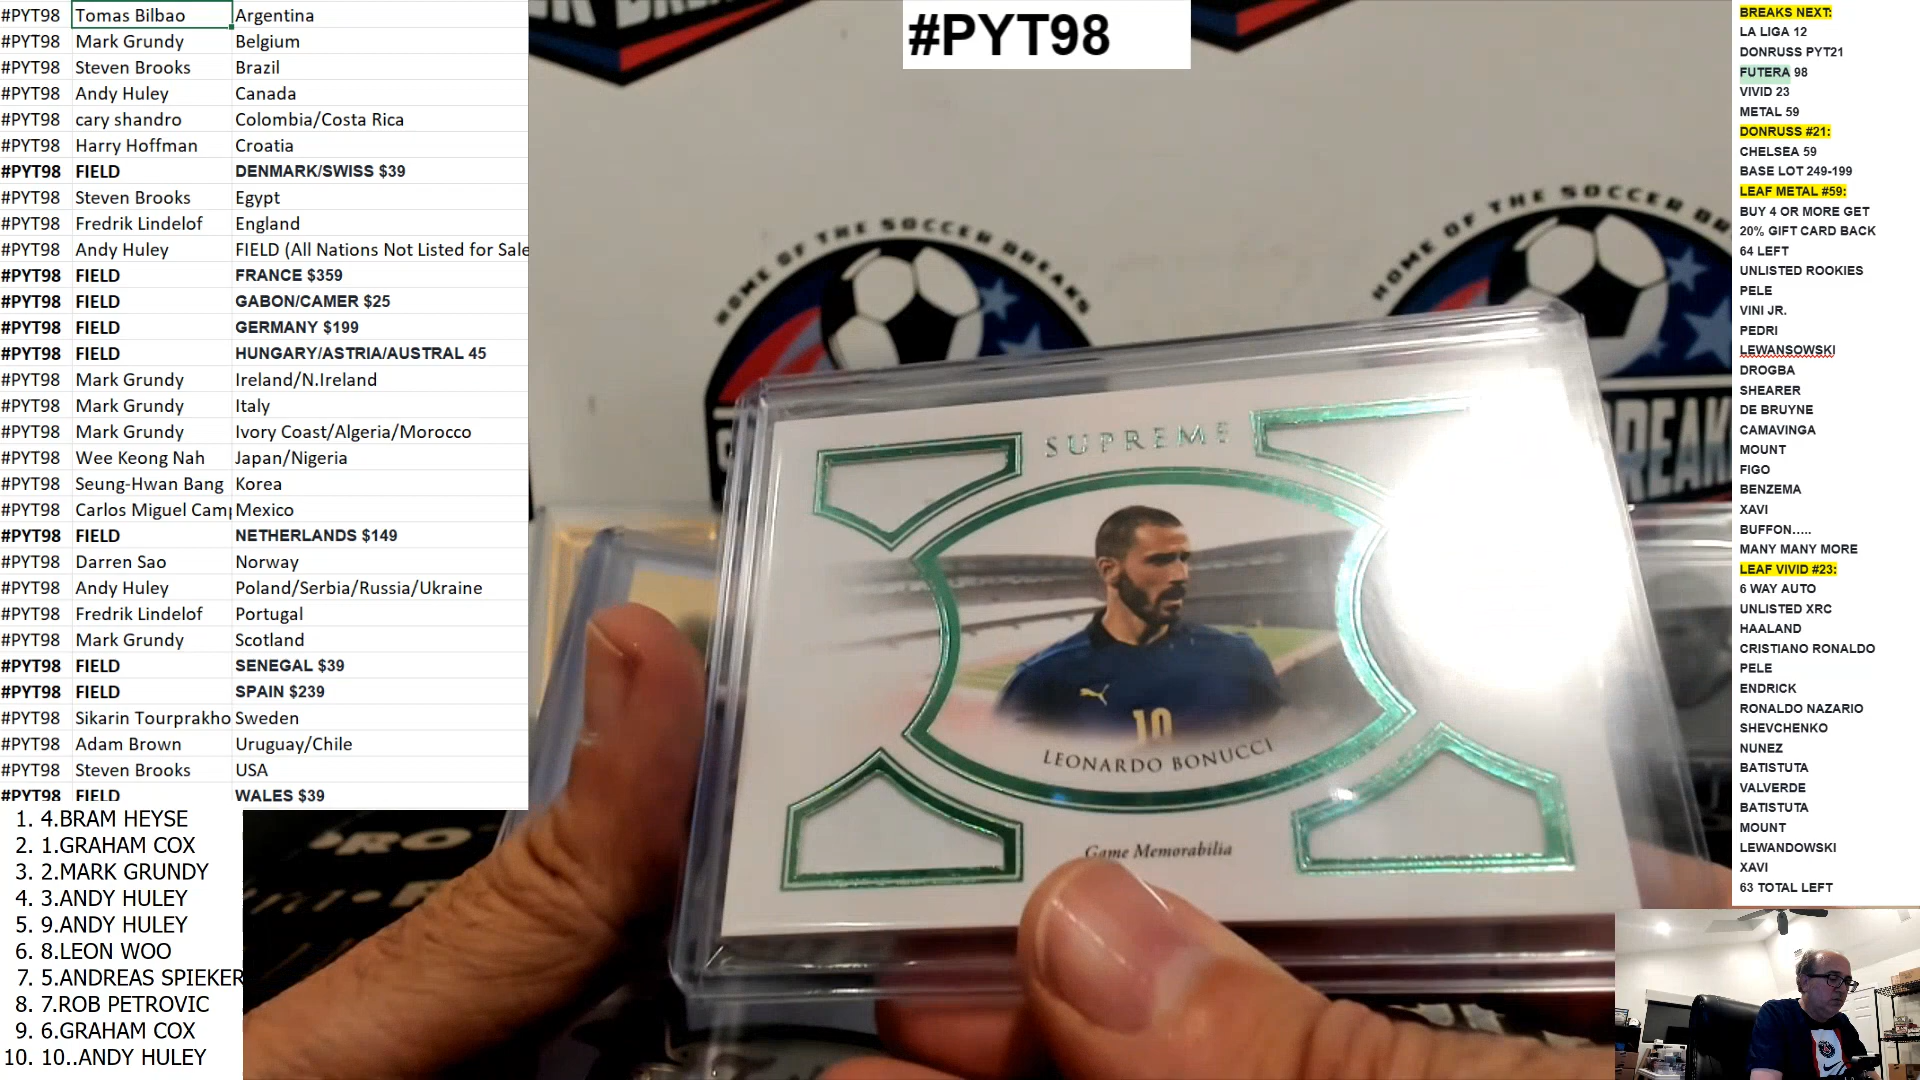 #PYT98 Tomas Bilbao Argentina
#PYT98 Mark Grundy Belgium
#PYT98 Steven Brooks Brazil
#PYT98 Andy Huley Canada
#PYT98 cary shandro Colombia/Costa Rica
#PYT98 Harry Hoffman Croatia
#PYT98 FIELD DENMARK/SWISS $39
#PYT98 Steven Brooks Egypt
#PYT98 Fredrik Lindelof England
#PYT98 Andy Huley FIELD (All Nations Not Listed for Sale
#PYT98 FIELD FRANCE $359
#PYT98 FIELD GABON/CAMER $25
#PYT98 FIELD GERMANY $199
#PYT98 FIELD HUNGARY/ASTRIA/AUSTRAL 45
#PYT98 Mark Grundy Ireland/N.Ireland
#PYT98 Mark Grundy Italy
#PYT98 Mark Grundy Ivory Coast/Algeria/Morocco
#PYT98 Wee Keong Nah Japan/Nigeria
#PYT98 Seung-Hwan Bang Korea
#PYT98 Carlos Miguel Camp Mexico
#PYT98 FIELD NETHERLANDS $149
#PYT98 Darren Sao Norway
#PYT98 Andy Huley Poland/Serbia/Russia/Ukraine
#PYT98 Fredrik Lindelof Portugal
#PYT98 Mark Grundy Scotland
#PYT98 FIELD SENEGAL $39
#PYT98 FIELD SPAIN $239
#PYT98 Sikarin Tourprakho Sweden
#PYT98 Adam Brown Uruguay/Chile
#PYT98 Steven Brooks USA
#PYT98 FIELD WALES $39
1. 4.BRAM HEYSE
2. 1.GRAHAM COX
3. 2.MARK GRUNDY
4. 3.ANDY HULEY
5. 9.ANDY HULEY
6. 8.LEON WOO
7. 5.ANDREAS SPIEKER
8. 7.ROB PETROVIC
9. 6.GRAHAM COX
10. 10..ANDY HULEY
#PYT98
HOME OF THE SOCCER BREAKS
HOME OF THE SOCCER BR
BREAK
SUPREME
10
LEONARDO BONUCCI
Game Memorabilia
BREAKS NEXT:
LA LIGA 12
DONRUSS PYT21
FUTERA 98
VIVID 23
METAL 59
DONRUSS #21:
CHELSEA 59
BASE LOT 249-199
LEAF METAL #59:
BUY 4 OR MORE GET
20% GIFT CARD BACK
64 LEFT
UNLISTED ROOKIES
PELE
VINI JR.
PEDRI
LEWANSOWSKI
DROGBA
SHEARER
DE BRUYNE
CAMAVINGA
MOUNT
FIGO
BENZEMA
XAVI
BUFFON.....
MANY MANY MORE
LEAF VIVID #23:
6 WAY AUTO
UNLISTED XRC
HAALAND
CRISTIANO RONALDO
PELE
ENDRICK
RONALDO NAZARIO
SHEVCHENKO
NUNEZ
BATISTUTA
VALVERDE
BATISTUTA
MOUNT
LEWANDOWSKI
XAVI
63 TOTAL LEFT